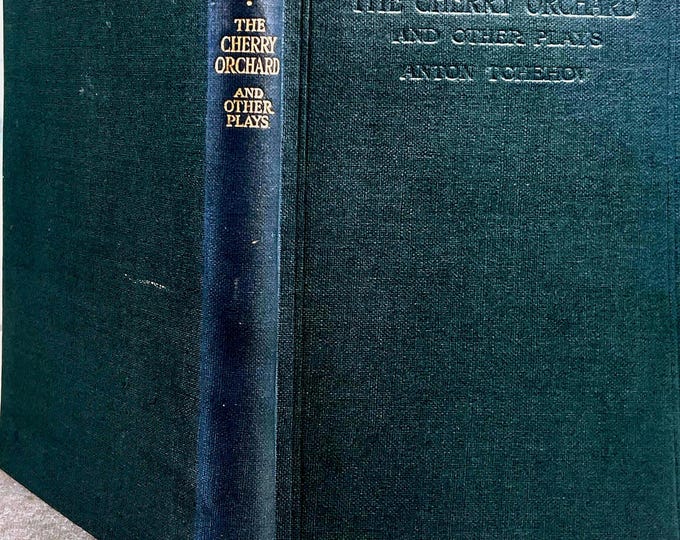 THE
CHERRY
ORCHARD
AND
OTHER
PLAYS
THE CHERRY ORCHARD
AND OTHER PLAYS
ANTON TCHEHOV